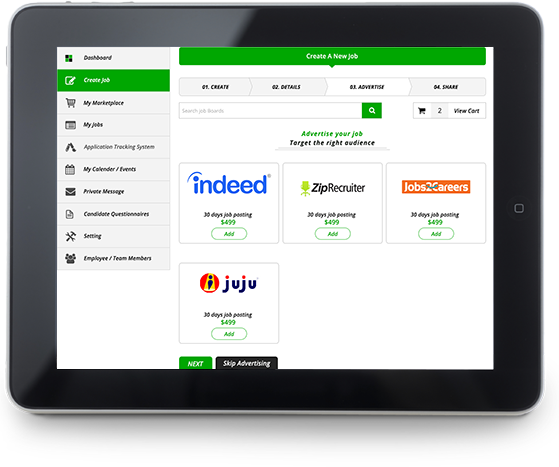 Dashboard
Create Job
My Marketplace
My Jobs
Application Tracking System
My Calendar / Events
Private Message
Candidate Questionnaires
Setting
Employee / Team Members
Create A New Job
01. CREATE
02. DETAILS
03. ADVERTISE
04. SHARE
Search Job Boards
2
View Cart
Advertise your job
Target the right audience
indeed®
30 days job posting
$499
Add
ZipRecruiter
30 days job posting
$499
Add
Jobs2Careers
30 days job posting
$499
Add
juju
30 days job posting
$499
Add
NEXT
Skip Advertising